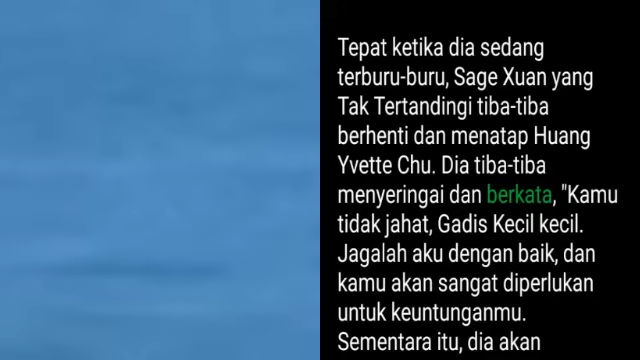 Tepat ketika dia sedang
terburu-buru, Sage Xuan yang
Tak Tertandingi tiba-tiba
berhenti dan menatap Huang
Yvette Chu. Dia tiba-tiba
menyeringai dan berkata, "Kamu
tidak jahat, Gadis Kecil kecil.
Jagalah aku dengan baik, dan
kamu akan sangat diperlukan
untuk keuntunganmu.
Sementara itu, dia akan